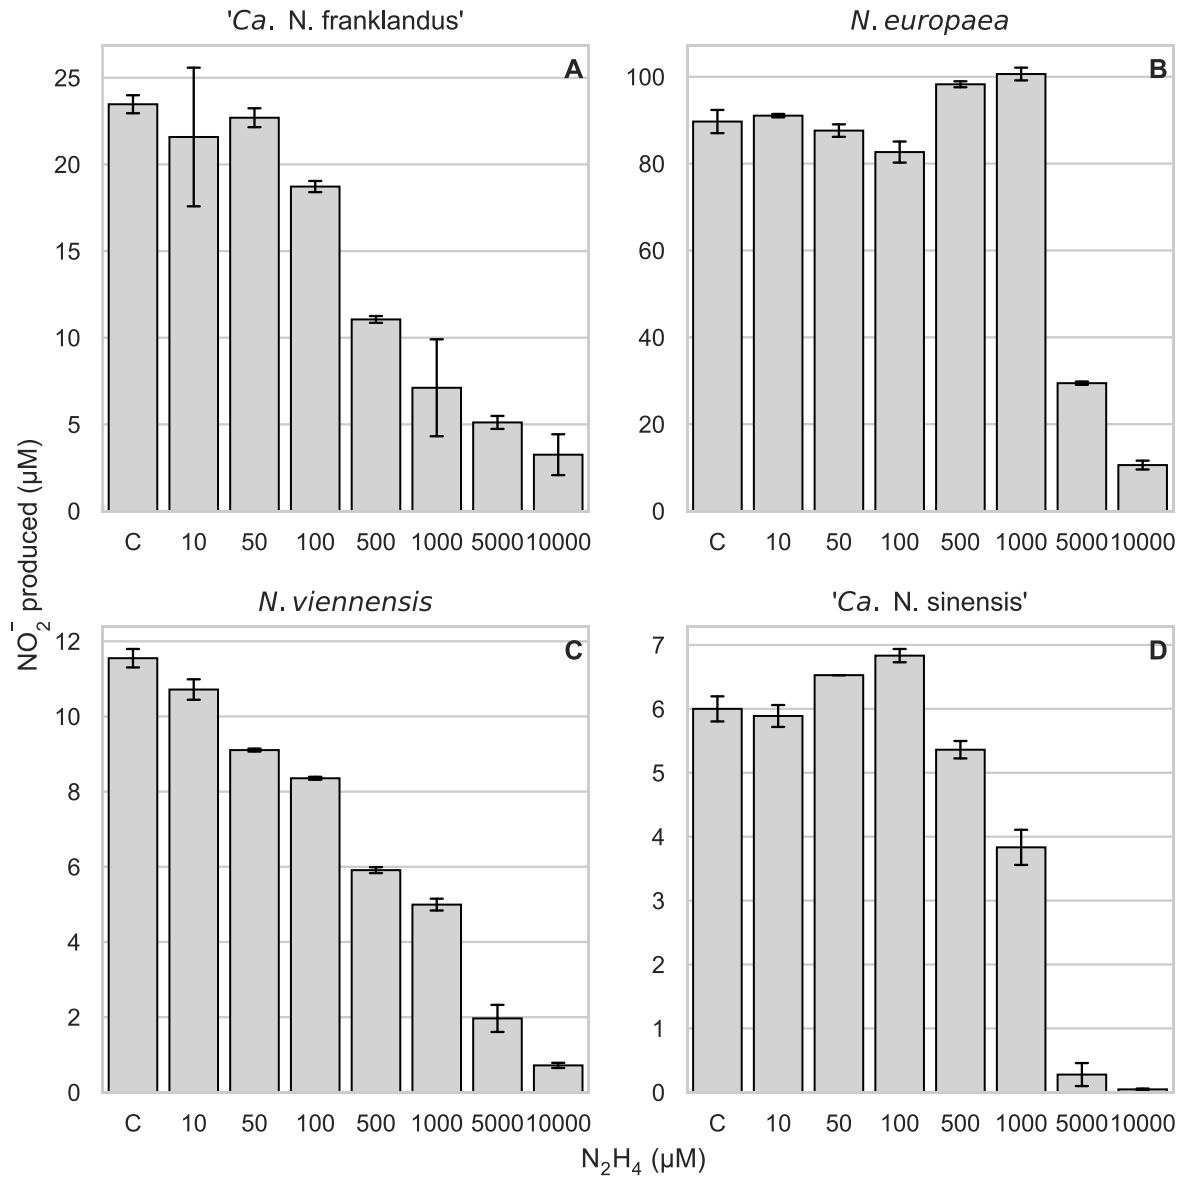 'Ca. N. franklandus'
A
25
20
15
10
5
0
C 10 50 100 500 1000 5000 10000
N. europaea
B
100
80
60
40
20
0
C 10 50 100 500 1000 5000 10000
NO₂⁻ produced (µM)
N. viennensis
C
12
10
8
6
4
2
0
C 10 50 100 500 1000 5000 10000
'Ca. N. sinensis'
D
7
6
5
4
3
2
1
0
C 10 50 100 500 1000 5000 10000
N₂H₄ (µM)